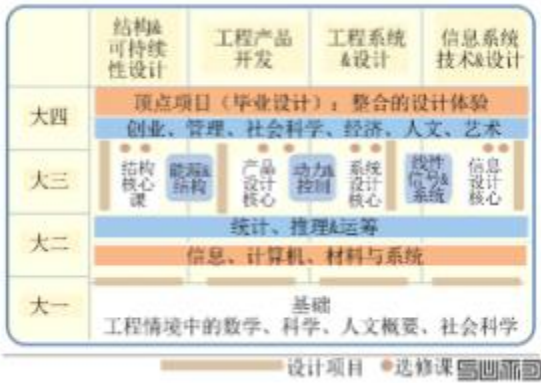 结构&
可持续
性设计
工程产品
开发
工程系统
&设计
信息系统
技术&设计
大四
顶点项目(毕业设计):整合的设计体验
创业、管理、社会科学、经济、人文、艺术
大三
结构
核心
课
能源&
结构
产品
设计
核心
动力&
控制
系统
设计
核心
线性
信号&
系统
信息
设计
核心
大二
统计、推理&运筹
信息、计算机、材料与系统
大一
基础
工程情境中的数学、科学、人文概要、社会科学
设计项目
选修课
SUTD